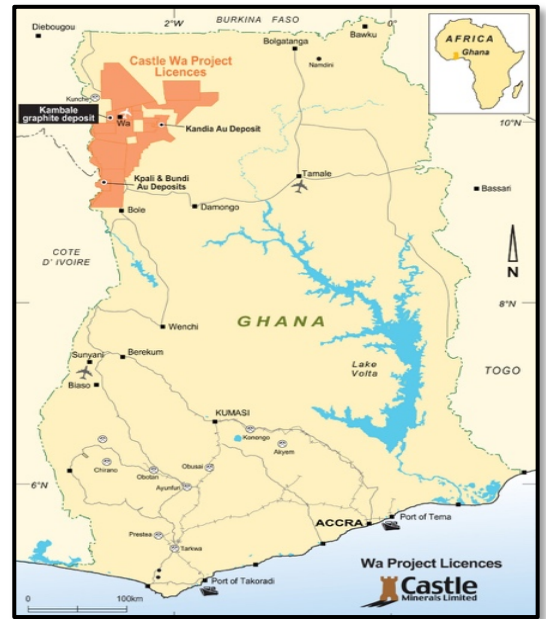 Diebougou
2°W
BURKINA FASO
0°
Bawku
Bolgatanga
Namdini
AFRICA
Ghana
Castle Wa Project
Licences
Kunche
Kambale
graphite deposit
Wa
Kandia Au Deposit
10°N
Kpali & Bundi
Au Deposits
Tamale
Bassari
Bole
Damongo
COTE
D' IVOIRE
N
8°N
GHANA
Wenchi
Sunyani
Berekum
Biaso
Lake
Volta
TOGO
KUMASI
Konongo
Akyem
Chirano
Obotan
Obusai
Ayunfuri
6°N
Prestea
Tarkwa
ACCRA
Port of Tema
Port of Takoradi
Wa Project Licences
Castle
Minerals Limited
0
100km